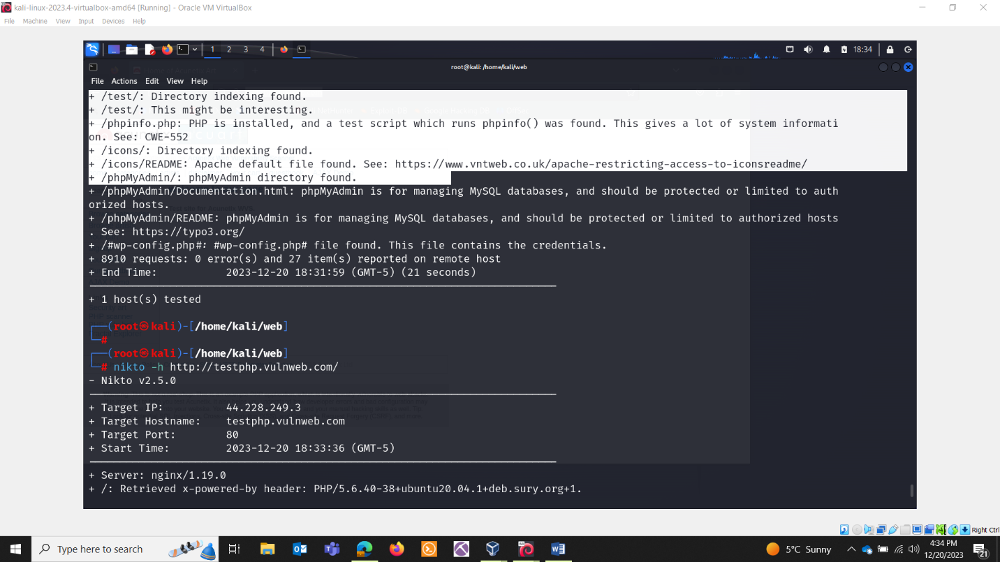 kali-linux-2023.4-virtualbox-amd64 [Running] - Oracle VM VirtualBox
File Machine View Input Devices Help
1 2 3 4
18:34
root@kali: /home/kali/web
File Actions Edit View Help
+ /test/: Directory indexing found.
+ /test/: This might be interesting.
+ /phpinfo.php: PHP is installed, and a test script which runs phpinfo() was found. This gives a lot of system informati
on. See: CWE-552
+ /icons/: Directory indexing found.
+ /icons/README: Apache default file found. See: https://www.vntweb.co.uk/apache-restricting-access-to-iconsreadme/
+ /phpMyAdmin/: phpMyAdmin directory found.
+ /phpMyAdmin/Documentation.html: phpMyAdmin is for managing MySQL databases, and should be protected or limited to auth
orized hosts.
+ /phpMyAdmin/README: phpMyAdmin is for managing MySQL databases, and should be protected or limited to authorized hosts
. See: https://typo3.org/
+ /#wp-config.php#: #wp-config.php# file found. This file contains the credentials.
+ 8910 requests: 0 error(s) and 27 item(s) reported on remote host
+ End Time: 2023-12-20 18:31:59 (GMT-5) (21 seconds)
+ 1 host(s) tested
(root㉿kali)-[/home/kali/web]
#
(root㉿kali)-[/home/kali/web]
# nikto -h http://testphp.vulnweb.com/
- Nikto v2.5.0
+ Target IP: 44.228.249.3
+ Target Hostname: testphp.vulnweb.com
+ Target Port: 80
+ Start Time: 2023-12-20 18:33:36 (GMT-5)
+ Server: nginx/1.19.0
+ /: Retrieved x-powered-by header: PHP/5.6.40-38+ubuntu20.04.1+deb.sury.org+1.
Right Ctrl
Type here to search
5°C Sunny
4:34 PM
12/20/2023
21